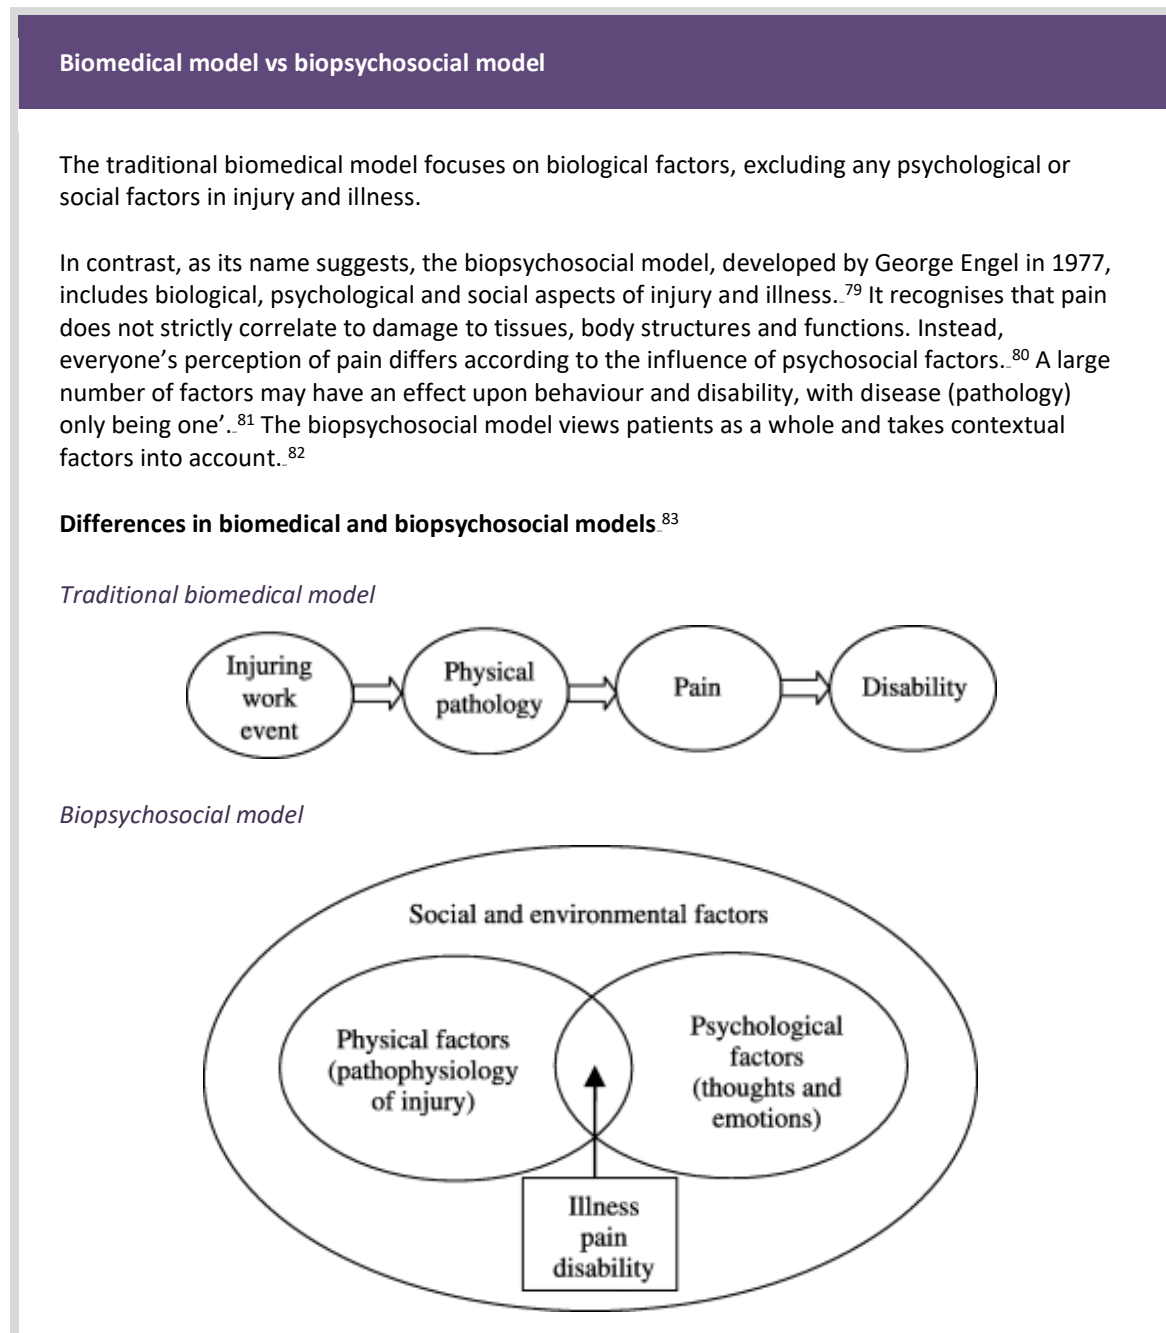 Biomedical model vs biopsychosocial model
The traditional biomedical model focuses on biological factors, excluding any psychological or
social factors in injury and illness.
In contrast, as its name suggests, the biopsychosocial model, developed by George Engel in 1977,
includes biological, psychological and social aspects of injury and illness. 79 It recognises that pain
does not strictly correlate to damage to tissues, body structures and functions. Instead,
everyone’s perception of pain differs according to the influence of psychosocial factors. 80 A large
number of factors may have an effect upon behaviour and disability, with disease (pathology)
only being one’. 81 The biopsychosocial model views patients as a whole and takes contextual
factors into account. 82
Differences in biomedical and biopsychosocial models 83
Traditional biomedical model
Injuring
work
event
Physical
pathology
Pain
Disability
Biopsychosocial model
Social and environmental factors
Physical factors
(pathophysiology
of injury)
Psychological
factors
(thoughts and
emotions)
Illness
pain
disability